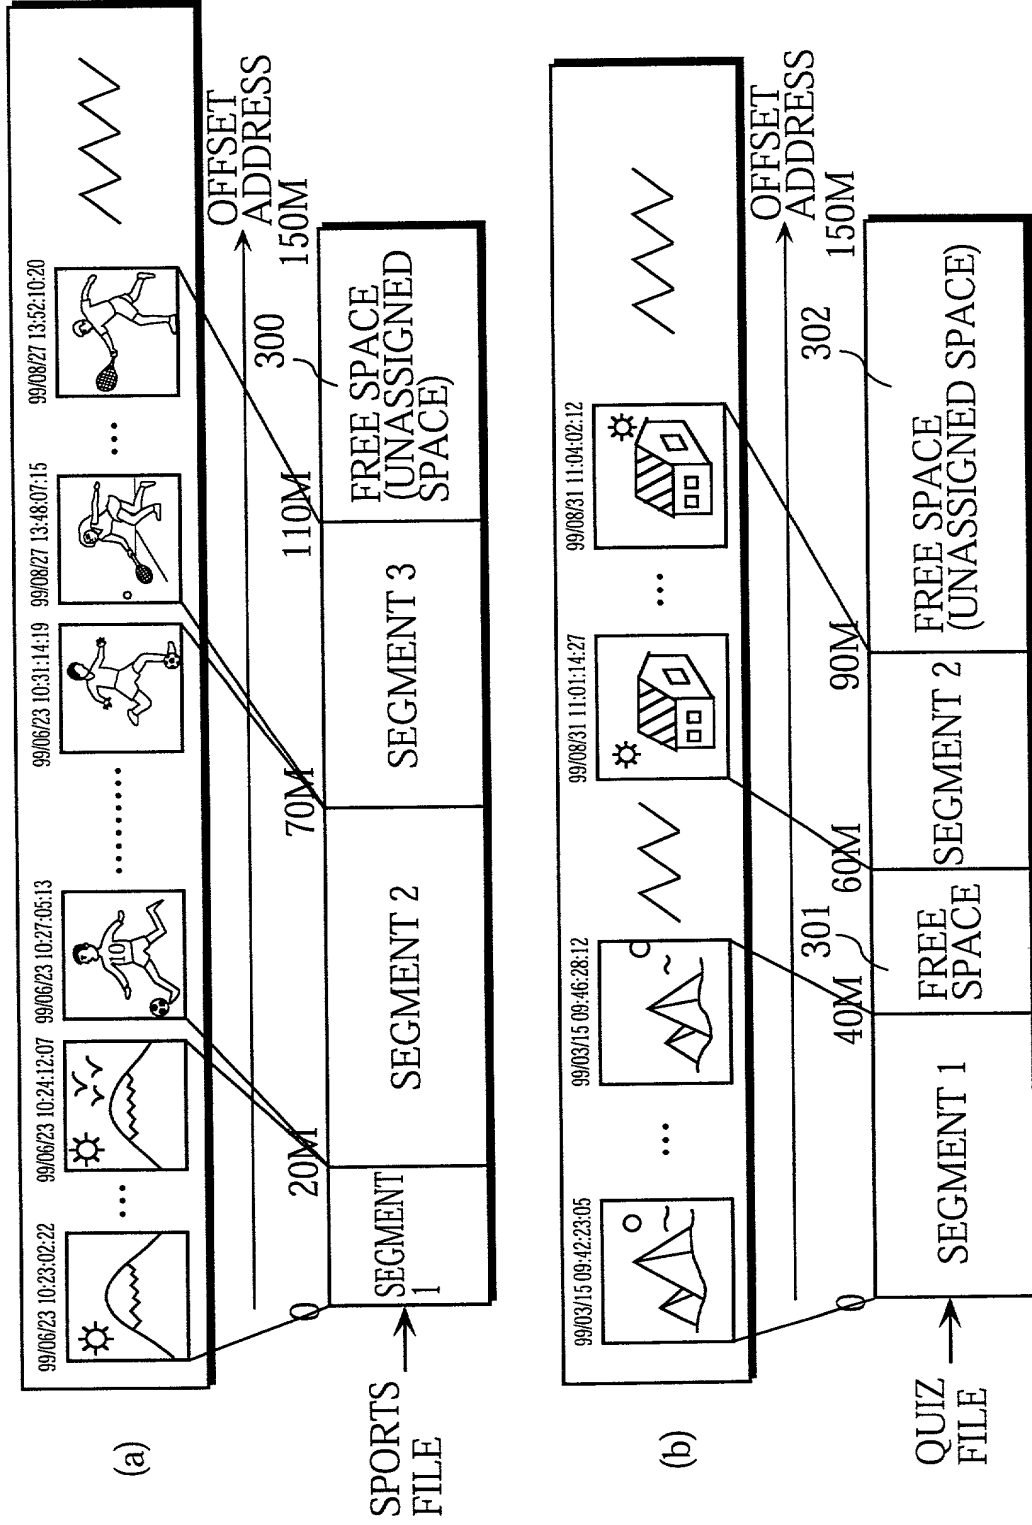 (a)
99/06/23 10:23:02:22
99/06/23 10:24:12:07
99/06/23 10:27:05:13
99/06/23 10:31:14:19
99/08/27 13:48:07:15
99/08/27 13:52:10:20
10
OFFSET
ADDRESS
0
20M
70M
110M
150M
300
SPORTS
FILE
SEGMENT
1
SEGMENT 2
SEGMENT 3
FREE SPACE
(UNASSIGNED
SPACE)
(b)
99/03/15 09:42:23:05
99/03/15 09:46:28:12
99/08/31 11:01:14:27
99/08/31 11:04:02:12
OFFSET
ADDRESS
0
40M
60M
90M
150M
301
302
QUIZ
FILE
SEGMENT 1
FREE
SPACE
SEGMENT 2
FREE SPACE
(UNASSIGNED SPACE)